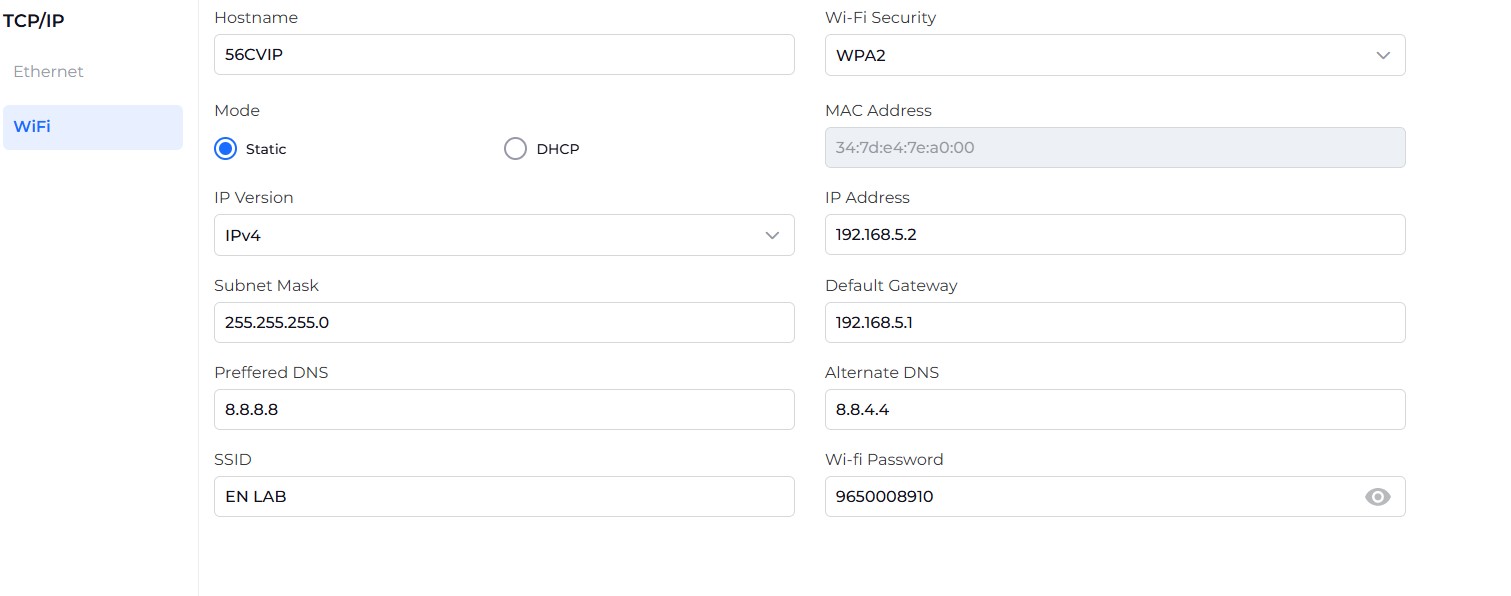 TCP/IP
Ethernet
WiFi
Hostname
56CVIP
Wi-Fi Security
WPA2
Mode
Static
DHCP
MAC Address
34:7d:e4:7e:a0:00
IP Version
IPv4
IP Address
192.168.5.2
Subnet Mask
255.255.255.0
Default Gateway
192.168.5.1
Preffered DNS
8.8.8.8
Alternate DNS
8.8.4.4
SSID
EN LAB
Wi-fi Password
9650008910